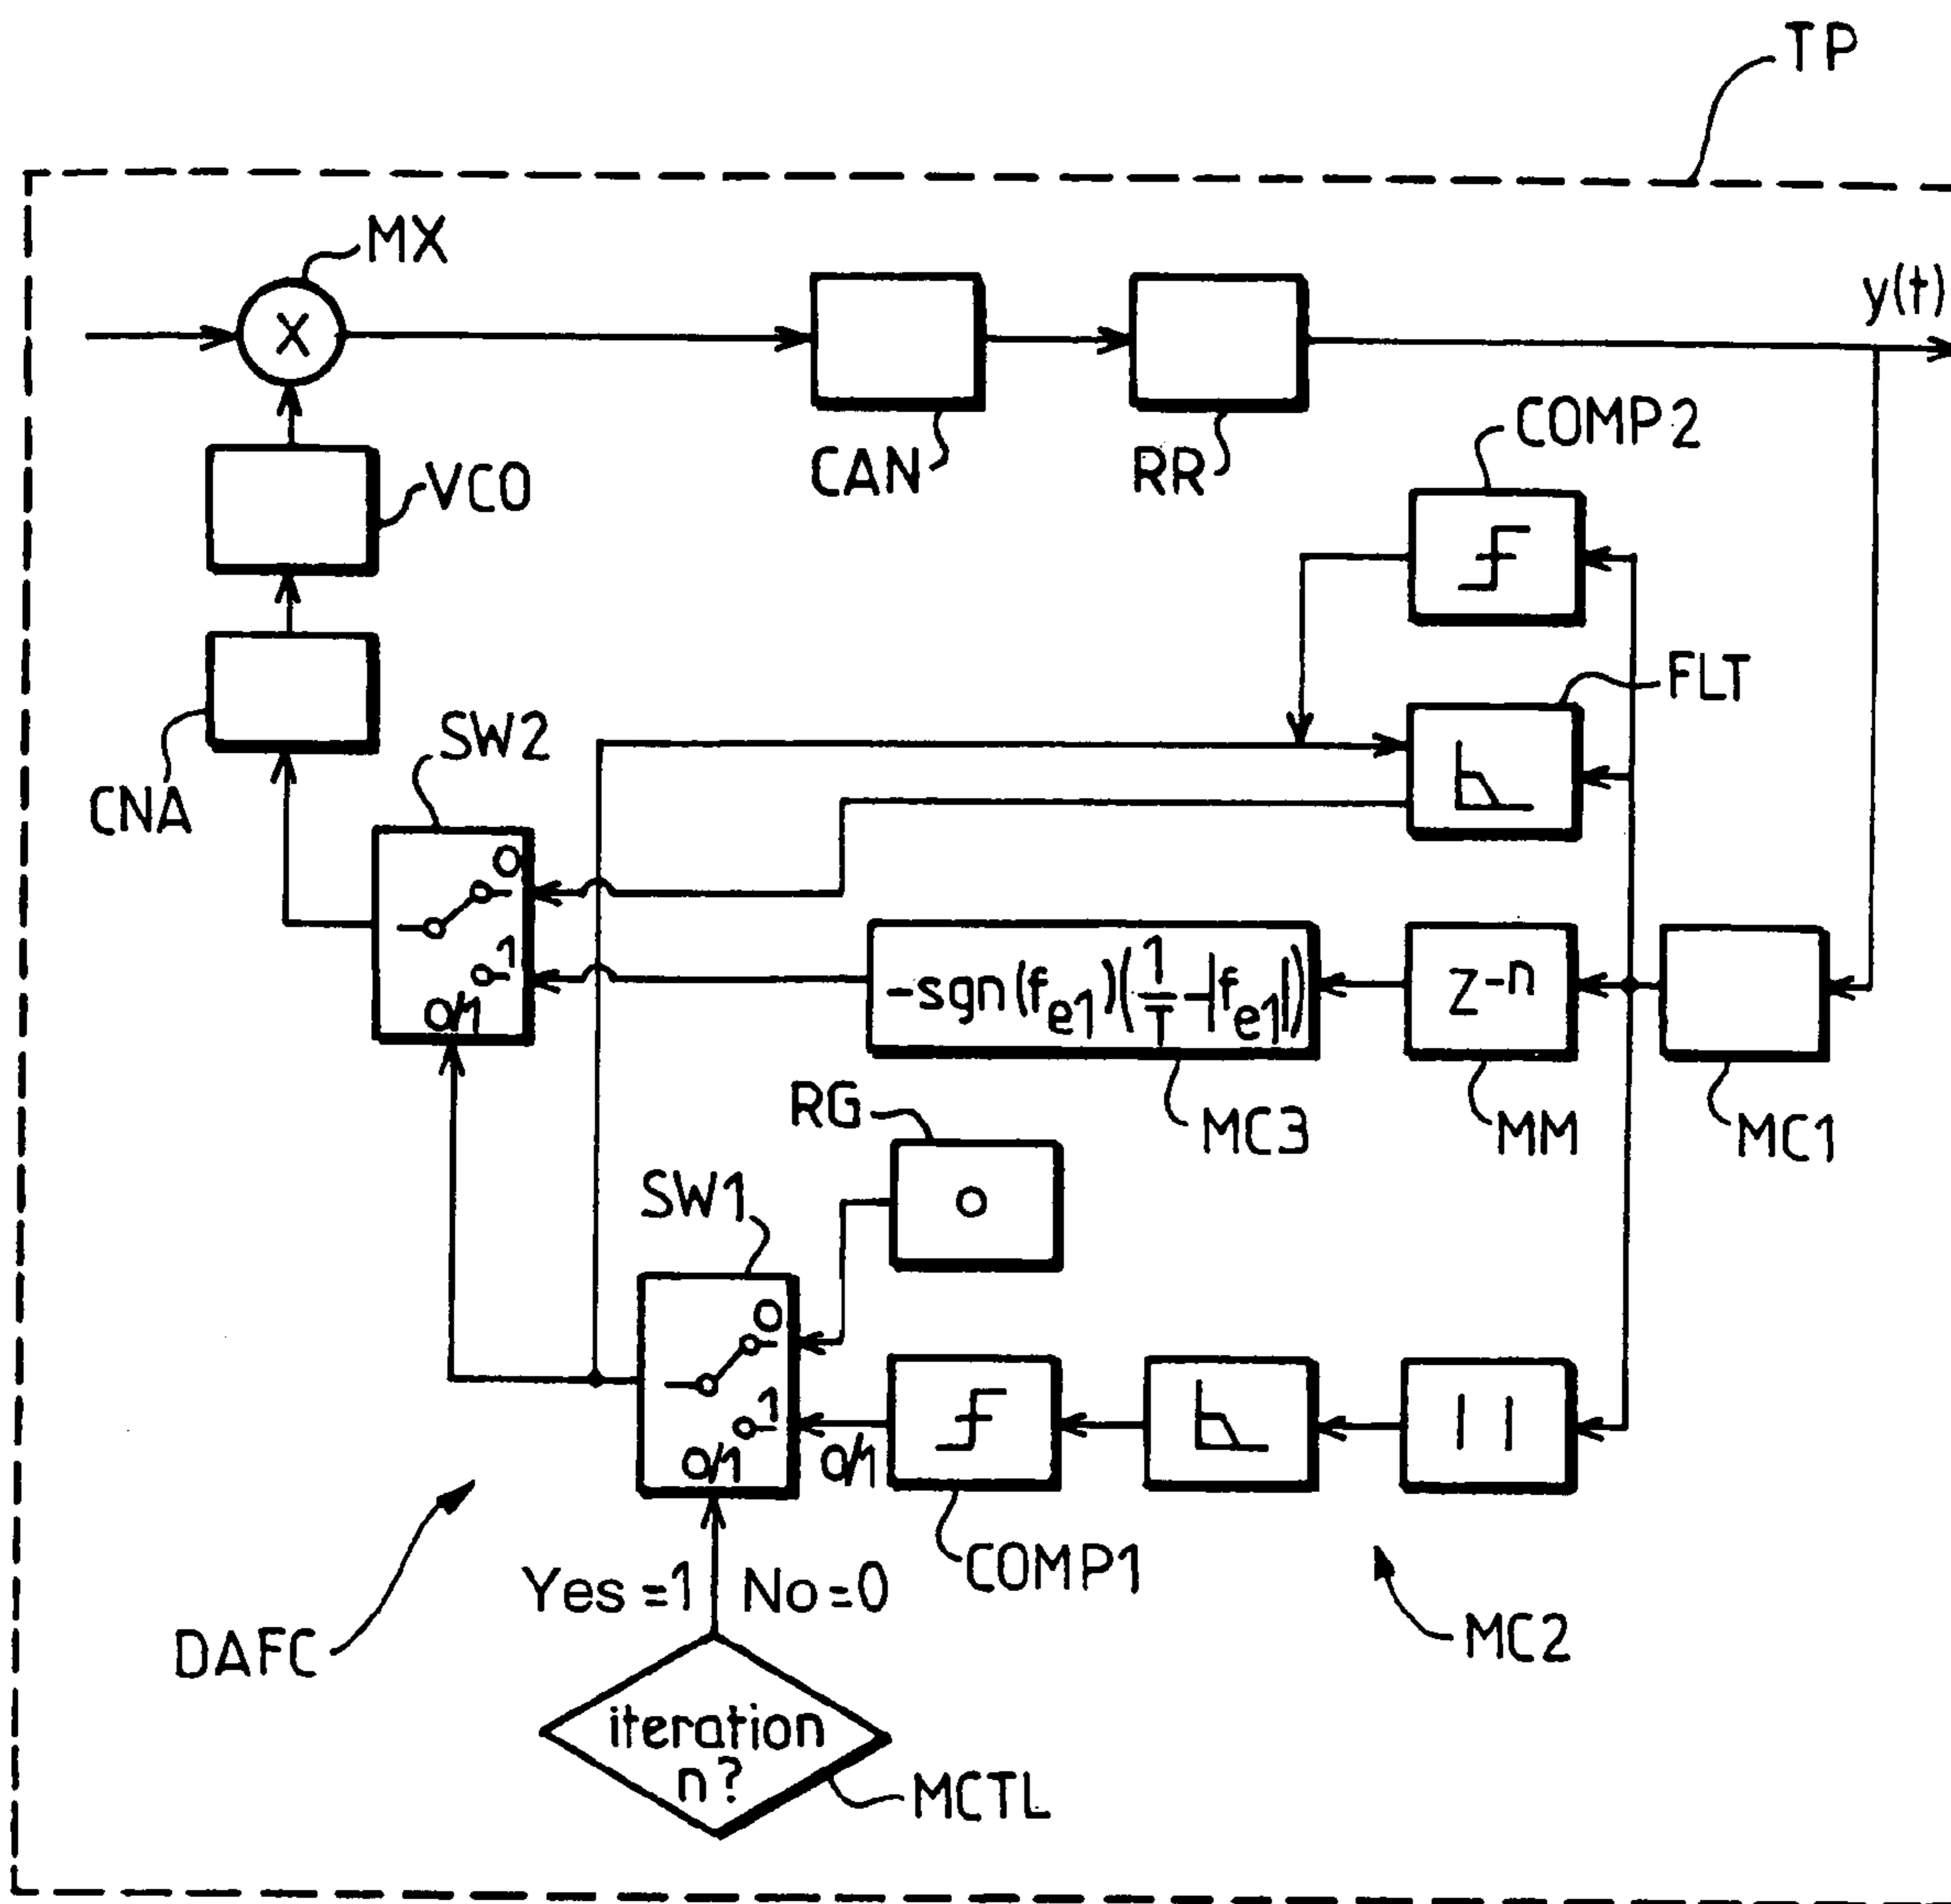 TP
MX
X
y(t)
CAN
RR
COMP2
VCO
FLT
SW2
CNA
0
1
0/1
-sgn(fe1)(1/T-|fe1|)
z-n
RG
MC3
MM
MC1
SW1
0
0
1
0/1
0/1
| |
COMP1
Yes=1 No=0
DAFC
MC2
iteration
n?
MCTL